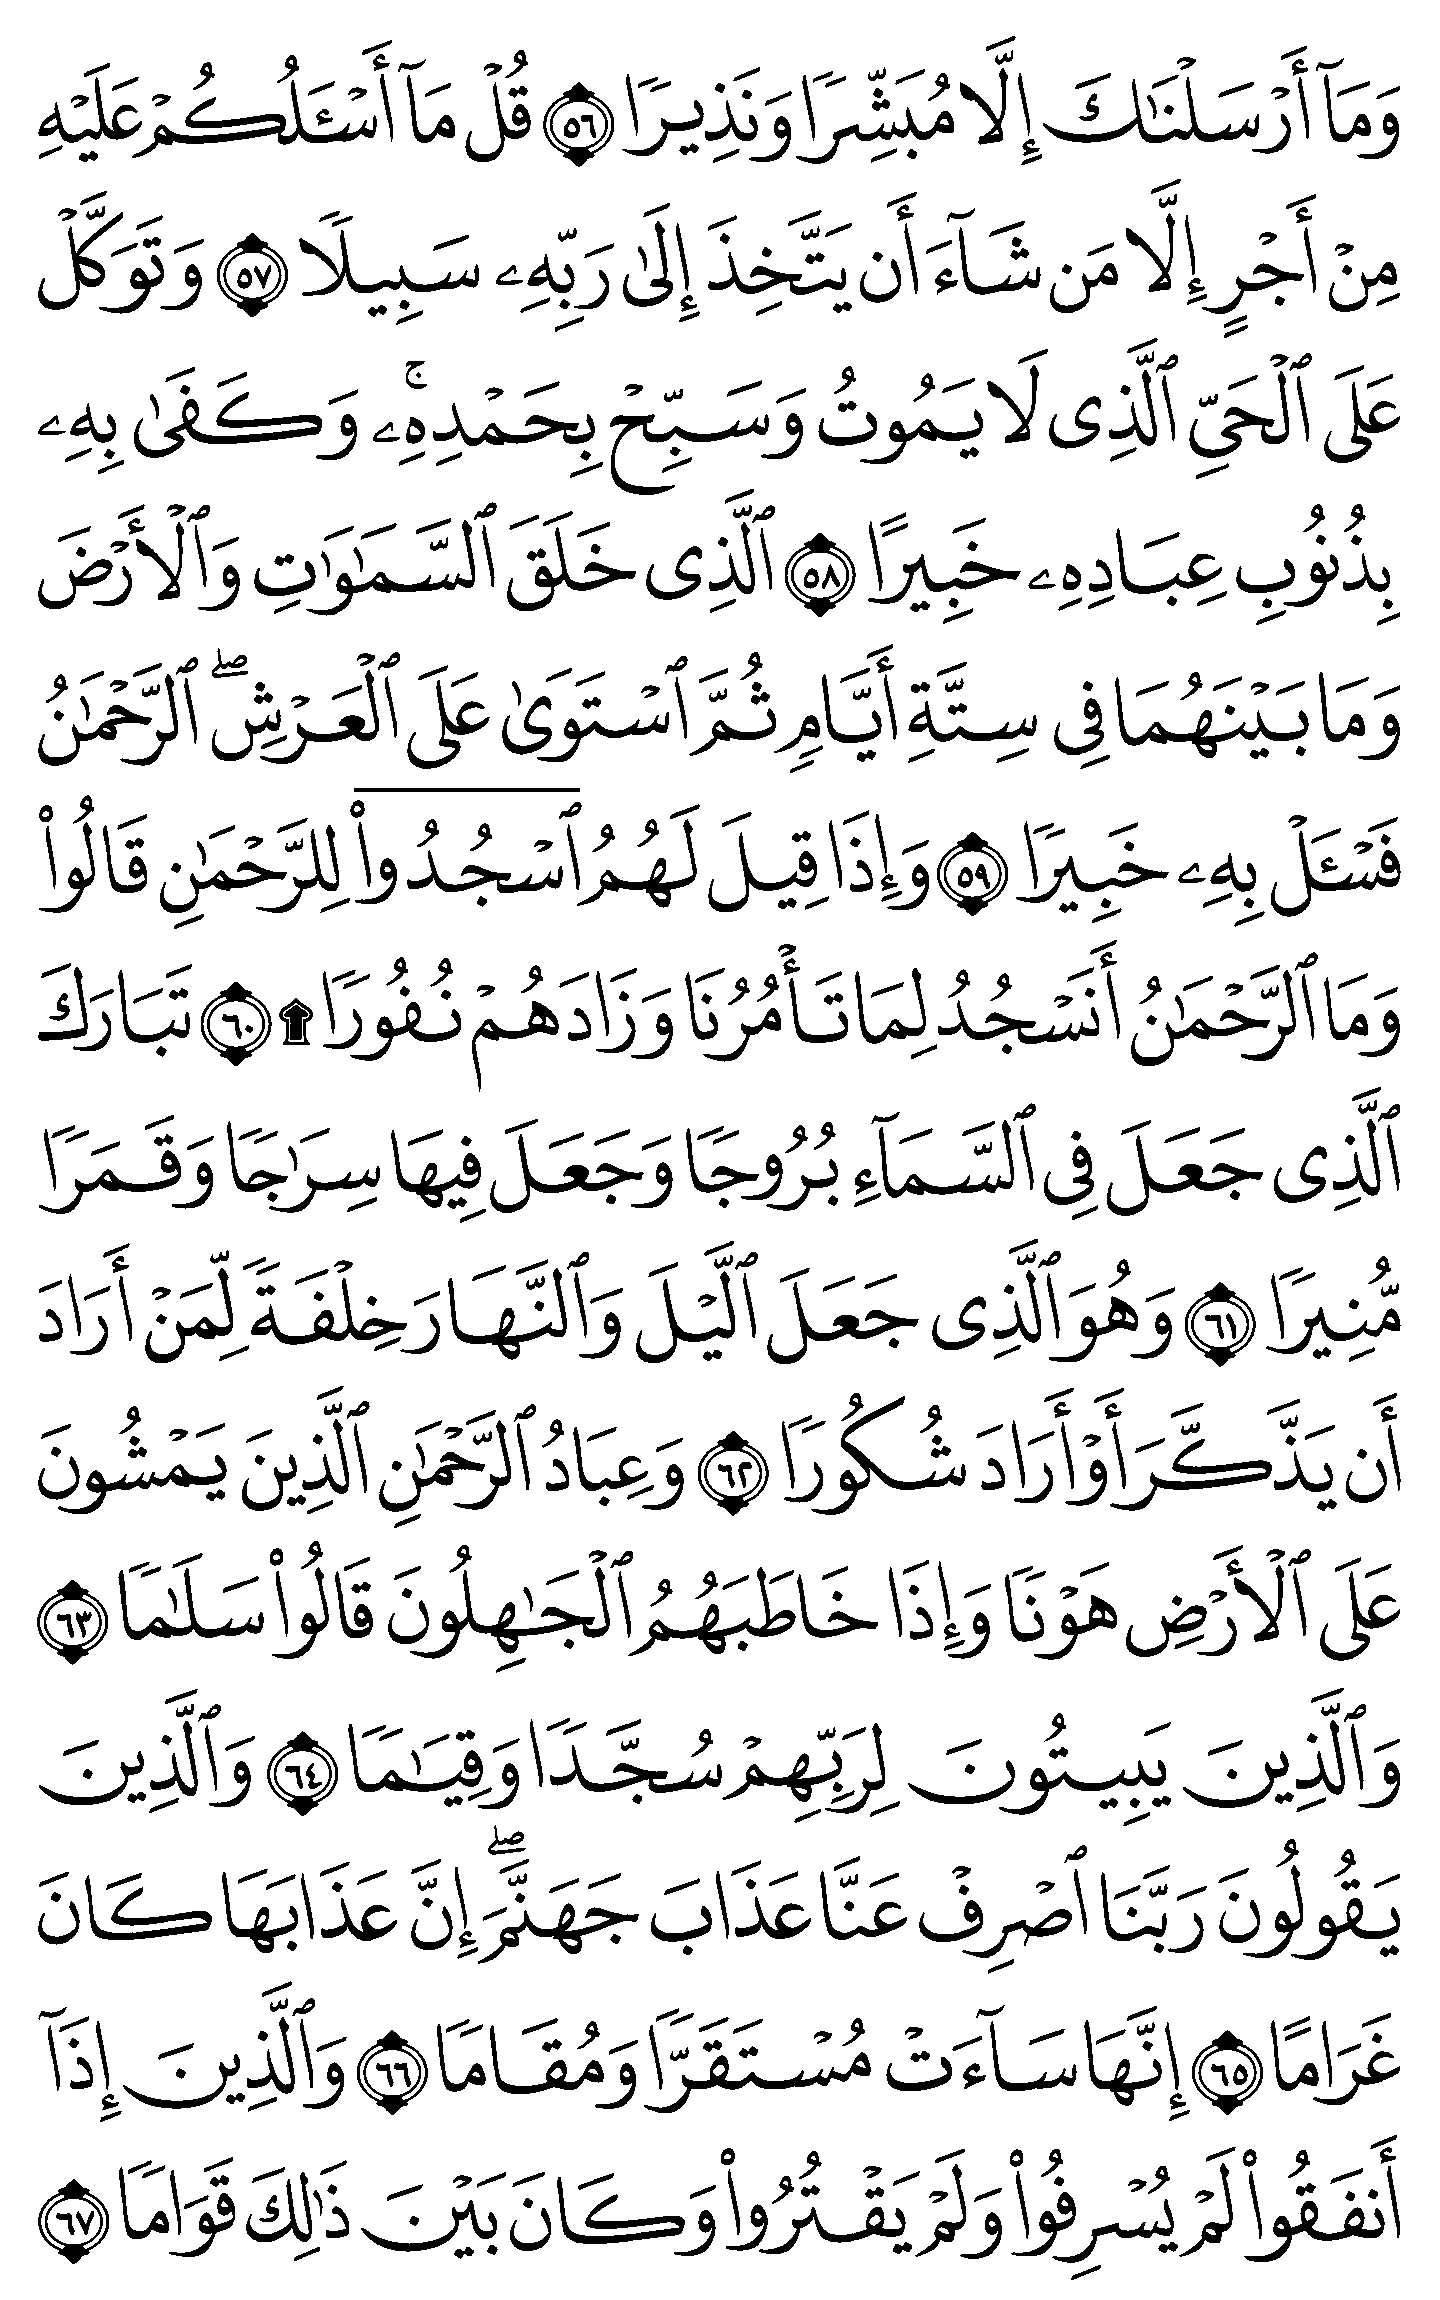 وَمَآ أَرْسَلْنَٰكَ إِلَّا مُبَشِّرًا وَنَذِيرًا ٥٦ قُلْ مَآ أَسْـَٔلُكُمْ عَلَيْهِ
مِنْ أَجْرٍ إِلَّا مَن شَآءَ أَن يَتَّخِذَ إِلَىٰ رَبِّهِۦ سَبِيلًا ٥٧ وَتَوَكَّلْ
عَلَى ٱلْحَىِّ ٱلَّذِى لَا يَمُوتُ وَسَبِّحْ بِحَمْدِهِۦ ۚ وَكَفَىٰ بِهِۦ
بِذُنُوبِ عِبَادِهِۦ خَبِيرًا ٥٨ ٱلَّذِى خَلَقَ ٱلسَّمَٰوَٰتِ وَٱلْأَرْضَ
وَمَا بَيْنَهُمَا فِى سِتَّةِ أَيَّامٍ ثُمَّ ٱسْتَوَىٰ عَلَى ٱلْعَرْشِ ۖ ٱلرَّحْمَٰنُ
فَسْـَٔلْ بِهِۦ خَبِيرًا ٥٩ وَإِذَا قِيلَ لَهُمُ ٱسْجُدُوا۟ لِلرَّحْمَٰنِ قَالُوا۟
وَمَا ٱلرَّحْمَٰنُ أَنَسْجُدُ لِمَا تَأْمُرُنَا وَزَادَهُمْ نُفُورًا ۩ ٦٠ تَبَارَكَ
ٱلَّذِى جَعَلَ فِى ٱلسَّمَآءِ بُرُوجًا وَجَعَلَ فِيهَا سِرَٰجًا وَقَمَرًا
مُّنِيرًا ٦١ وَهُوَ ٱلَّذِى جَعَلَ ٱلَّيْلَ وَٱلنَّهَارَ خِلْفَةً لِّمَنْ أَرَادَ
أَن يَذَّكَّرَ أَوْ أَرَادَ شُكُورًا ٦٢ وَعِبَادُ ٱلرَّحْمَٰنِ ٱلَّذِينَ يَمْشُونَ
عَلَى ٱلْأَرْضِ هَوْنًا وَإِذَا خَاطَبَهُمُ ٱلْجَٰهِلُونَ قَالُوا۟ سَلَٰمًا ٦٣
وَٱلَّذِينَ يَبِيتُونَ لِرَبِّهِمْ سُجَّدًا وَقِيَٰمًا ٦٤ وَٱلَّذِينَ
يَقُولُونَ رَبَّنَا ٱصْرِفْ عَنَّا عَذَابَ جَهَنَّمَ ۖ إِنَّ عَذَابَهَا كَانَ
غَرَامًا ٦٥ إِنَّهَا سَآءَتْ مُسْتَقَرًّا وَمُقَامًا ٦٦ وَٱلَّذِينَ إِذَآ
أَنفَقُوا۟ لَمْ يُسْرِفُوا۟ وَلَمْ يَقْتُرُوا۟ وَكَانَ بَيْنَ ذَٰلِكَ قَوَامًا ٦٧